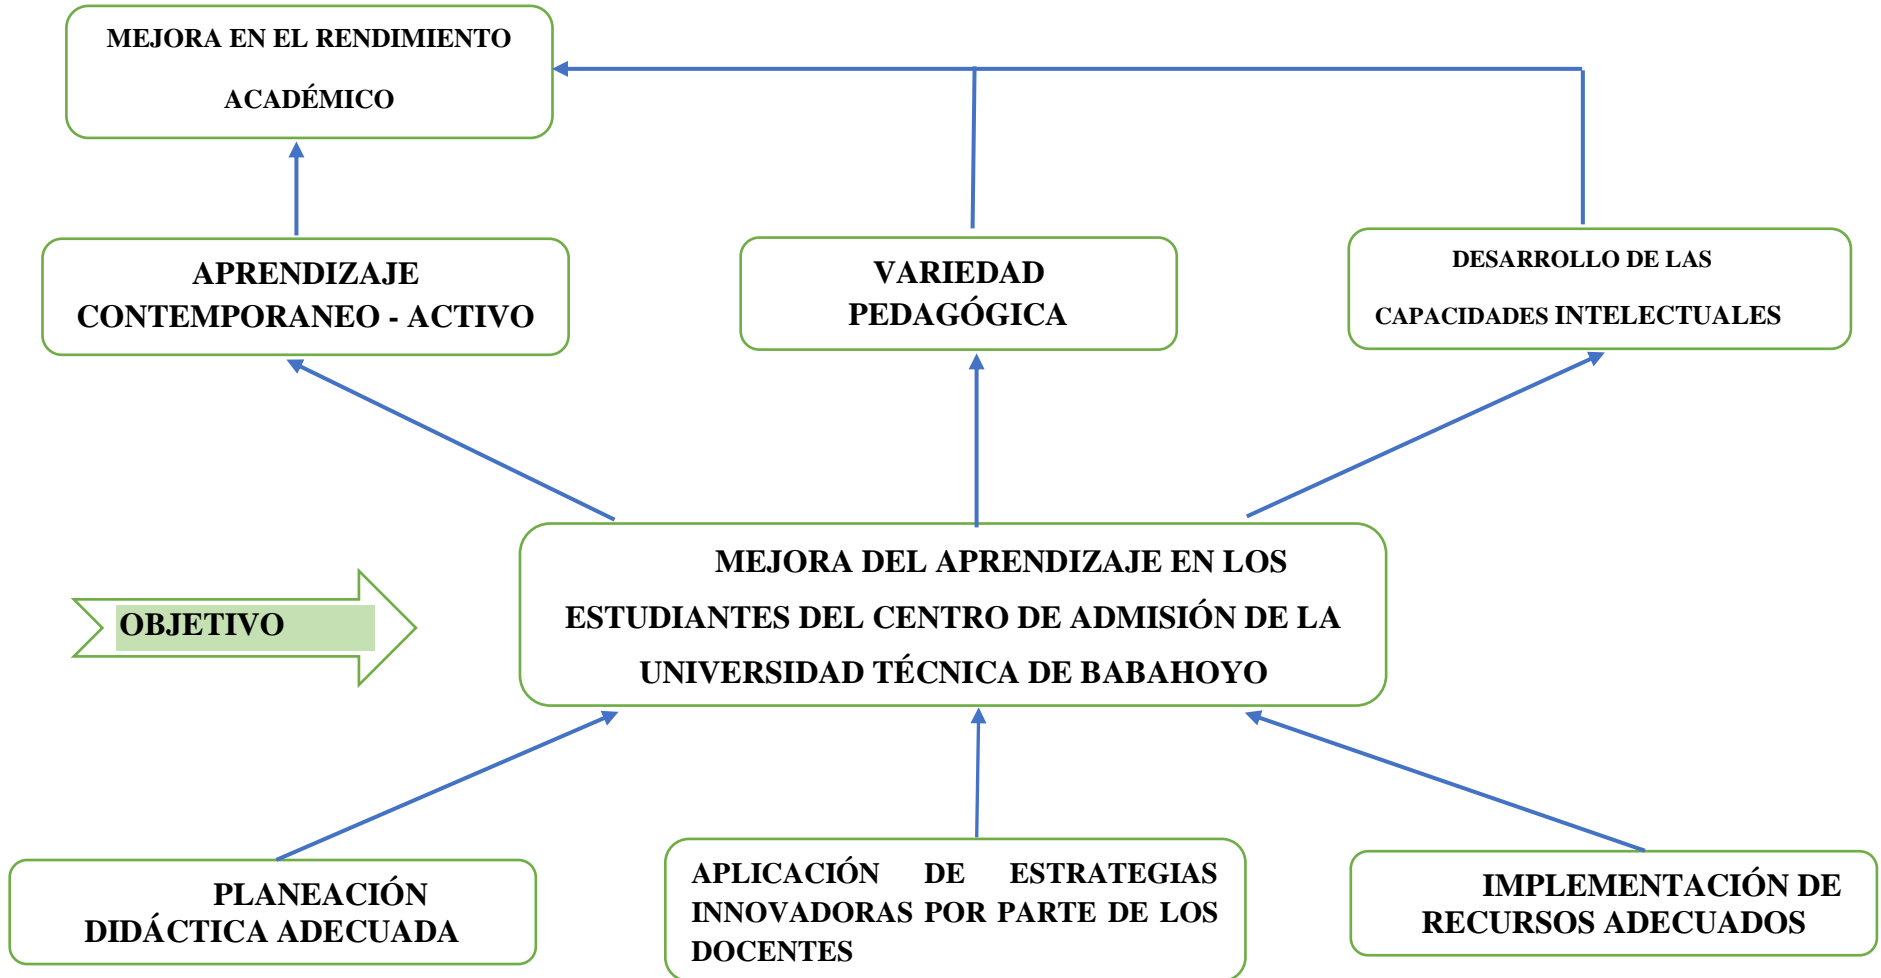 MEJORA EN EL RENDIMIENTO
ACADÉMICO
APRENDIZAJE
CONTEMPORANEO - ACTIVO
VARIEDAD
PEDAGÓGICA
DESARROLLO DE LAS
CAPACIDADES INTELECTUALES
OBJETIVO
MEJORA DEL APRENDIZAJE EN LOS
ESTUDIANTES DEL CENTRO DE ADMISIÓN DE LA
UNIVERSIDAD TÉCNICA DE BABAHOYO
PLANEACIÓN
DIDÁCTICA ADECUADA
APLICACIÓN DE ESTRATEGIAS
INNOVADORAS POR PARTE DE LOS
DOCENTES
IMPLEMENTACIÓN DE
RECURSOS ADECUADOS